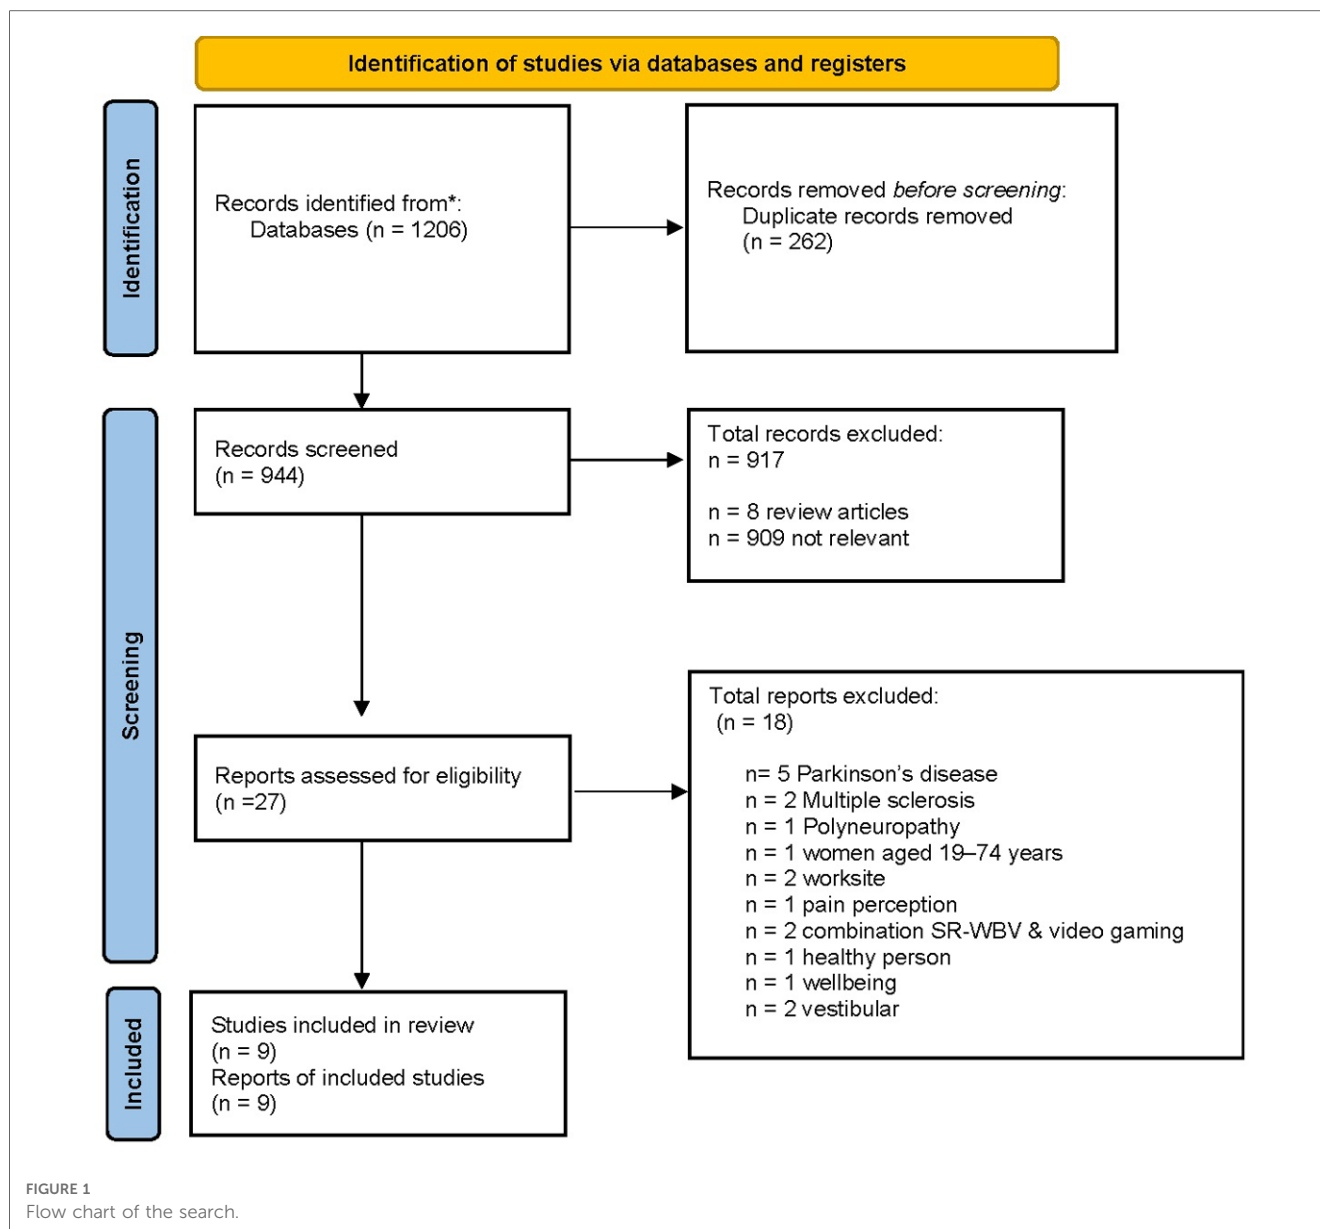 Identification of studies via databases and registers
Identification
Records identified from*:
Databases (n = 1206)
Records removed before screening:
Duplicate records removed
(n = 262)
Screening
Records screened
(n = 944)
Total records excluded:
n = 917
n = 8 review articles
n = 909 not relevant
Reports assessed for eligibility
(n =27)
Total reports excluded:
(n = 18)
n= 5 Parkinson's disease
n = 2 Multiple sclerosis
n = 1 Polyneuropathy
n = 1 women aged 19–74 years
n = 2 worksite
n = 1 pain perception
n = 2 combination SR-WBV & video gaming
n = 1 healthy person
n = 1 wellbeing
n = 2 vestibular
Included
Studies included in review
(n = 9)
Reports of included studies
(n = 9)
FIGURE 1
Flow chart of the search.